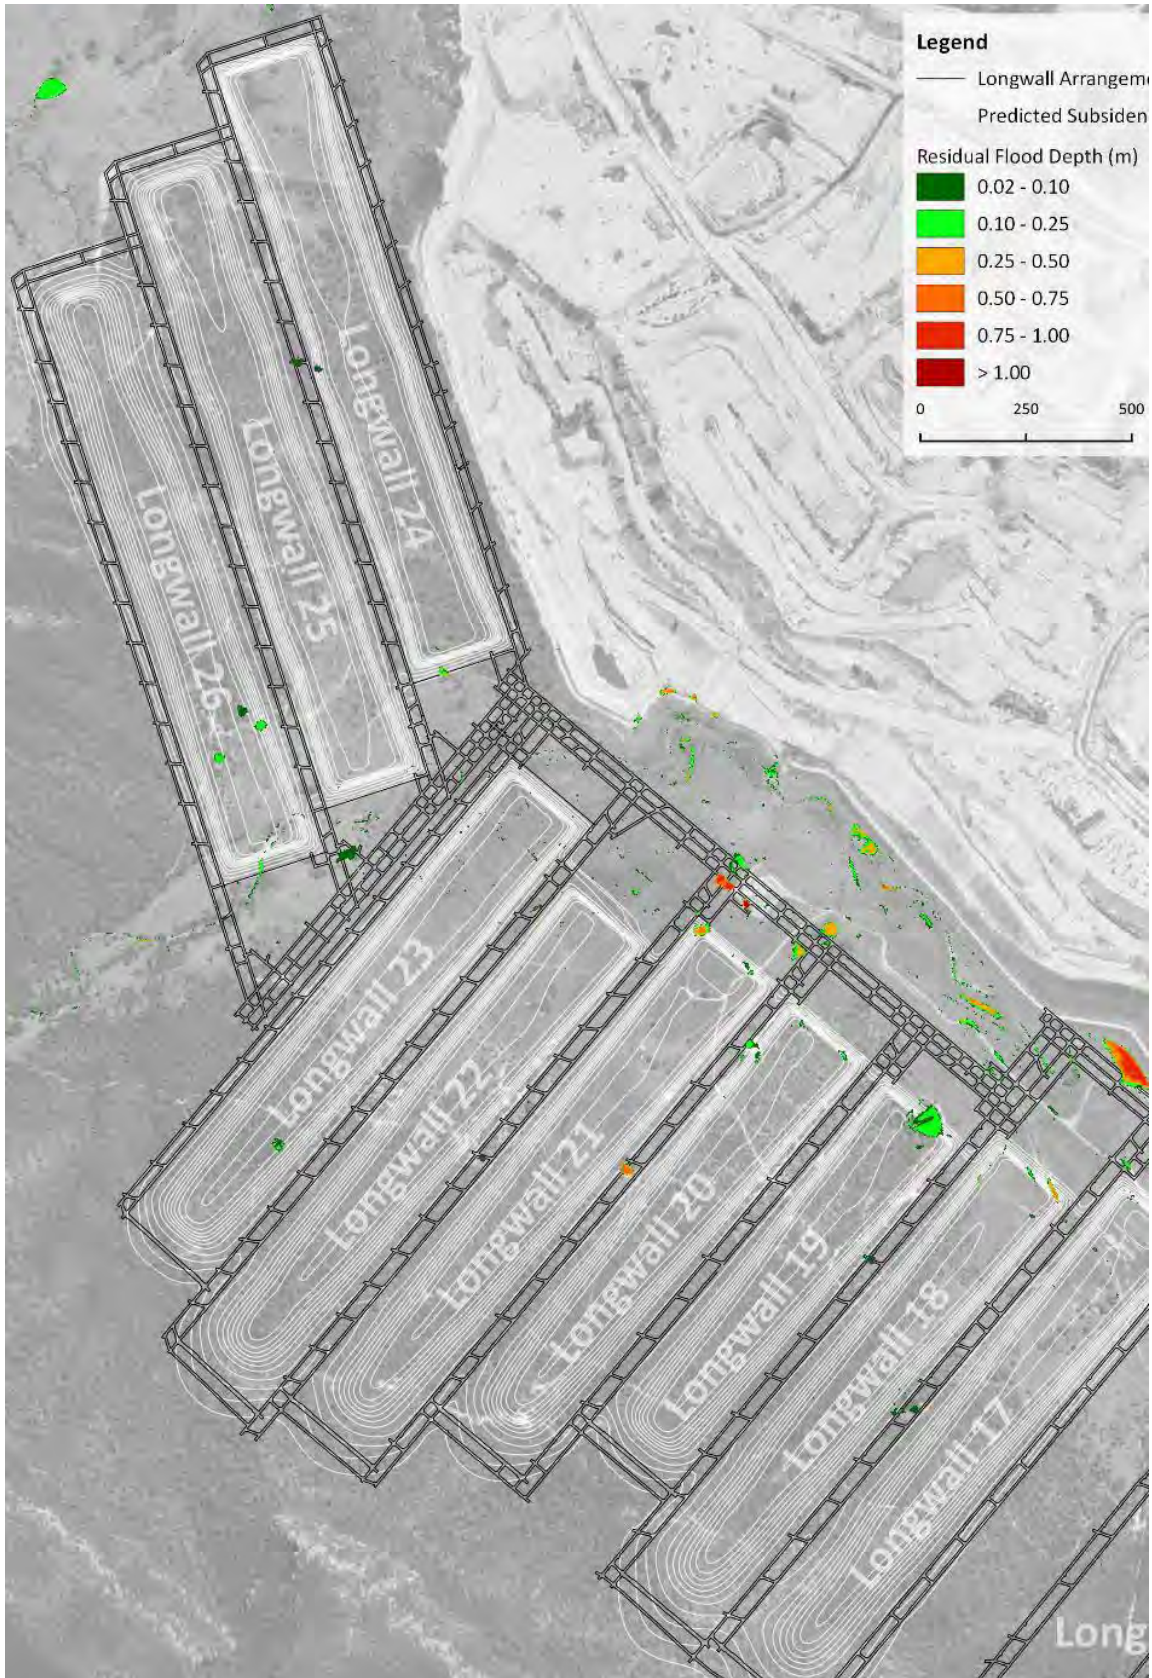 Legend
Longwall Arrangeme
Predicted Subsiden
Residual Flood Depth (m)
0.02 - 0.10
0.10 - 0.25
0.25 - 0.50
0.50 - 0.75
0.75 - 1.00
> 1.00
0 250 500
Longwall 24
Longwall 25
Longwall 26
Longwall 23
Longwall 22
Longwall 21
Longwall 20
Longwall 19
Longwall 18
Longwall 17
Long